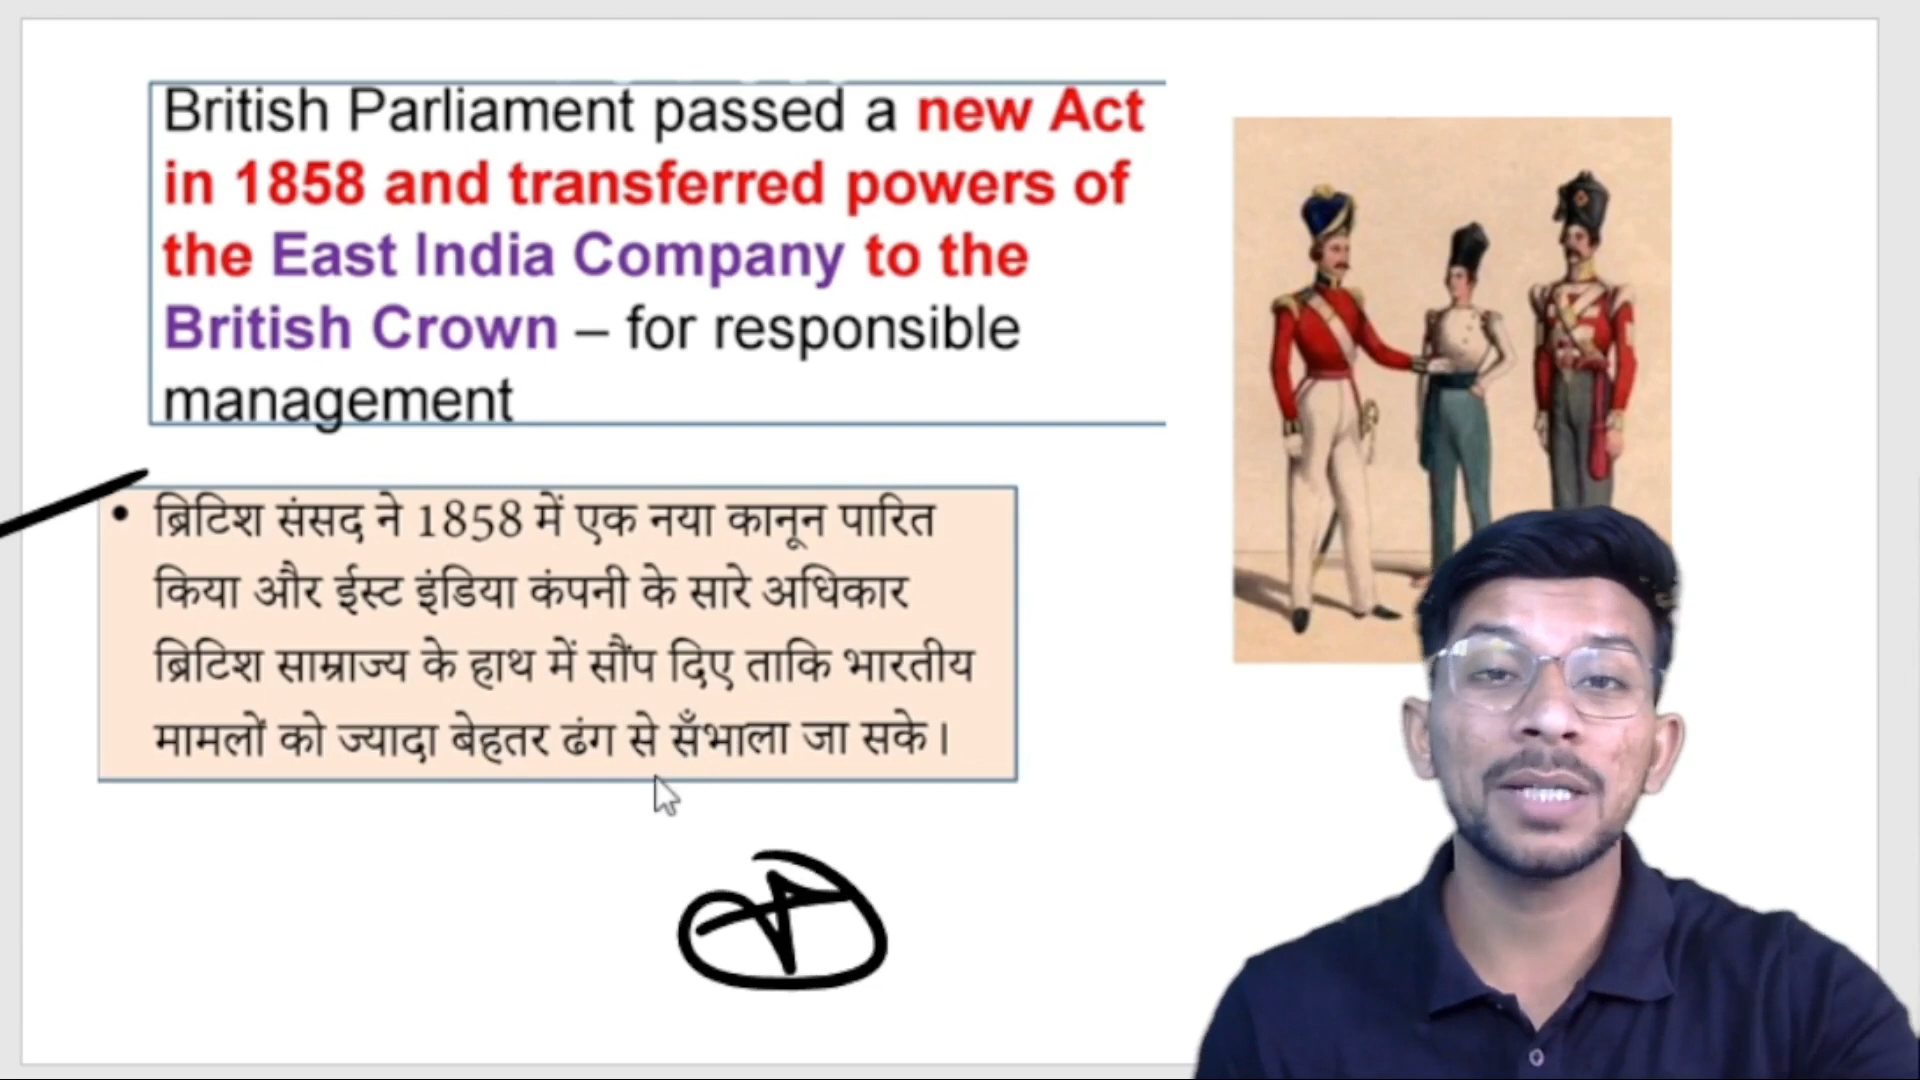 British Parliament passed a new Act
in 1858 and transferred powers of
the East India Company to the
British Crown – for responsible
management
• ब्रिटिश संसद ने 1858 में एक नया कानून पारित
किया और ईस्ट इंडिया कंपनी के सारे अधिकार
ब्रिटिश साम्राज्य के हाथ में सौंप दिए ताकि भारतीय
मामलों को ज्यादा बेहतर ढंग से सँभाला जा सके।